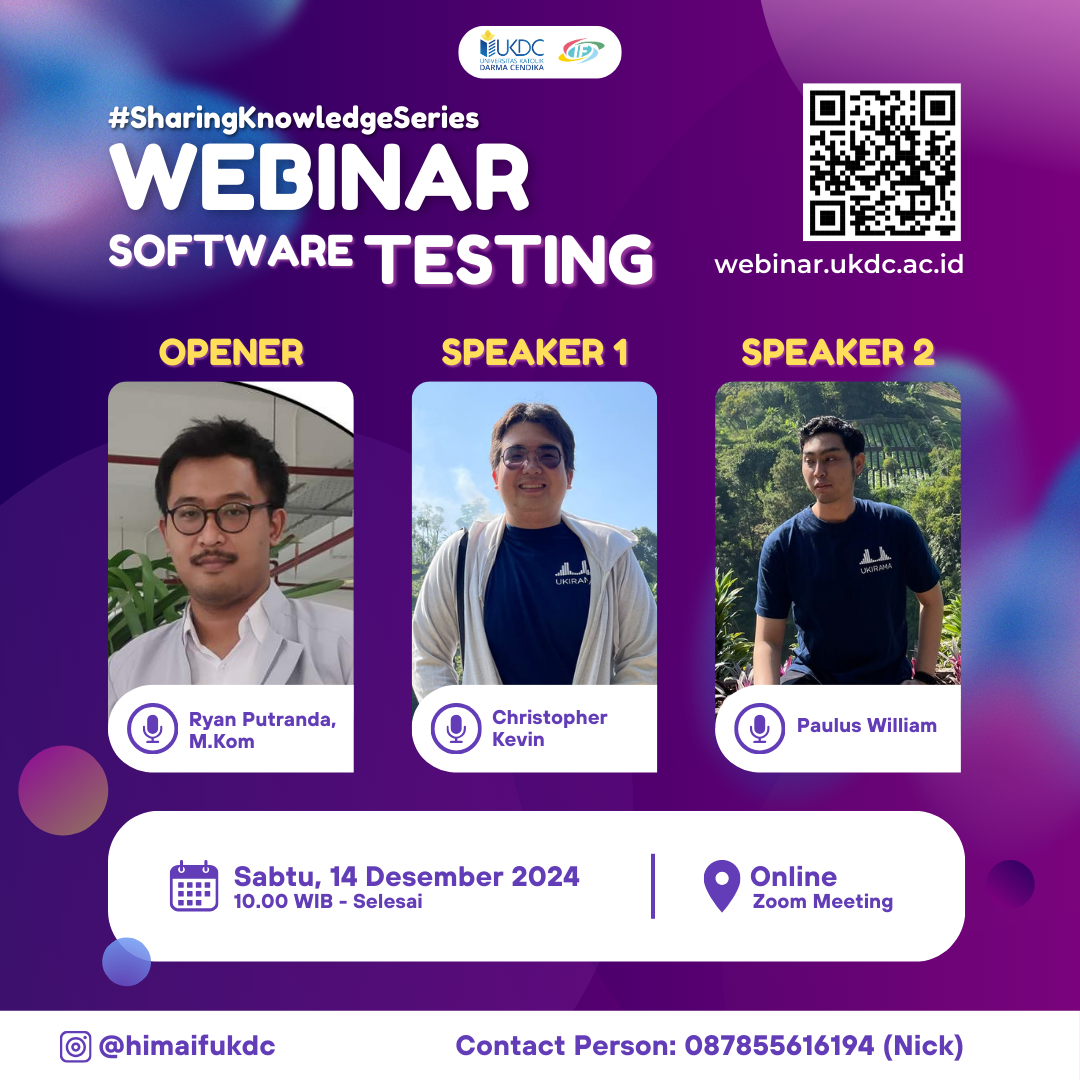 UKDC
UNIVERSITAS KATOLIK
DARMA CENDIKA
IF
#SharingKnowledgeSeries
WEBINAR
SOFTWARE TESTING
webinar.ukdc.ac.id
OPENER
SPEAKER 1
SPEAKER 2
UKIRAMA
UKIRAMA
Ryan Putranda,
M.Kom
Christopher
Kevin
Paulus William
Sabtu, 14 Desember 2024
10.00 WIB - Selesai
Online
Zoom Meeting
@himaifukdc
Contact Person: 087855616194 (Nick)